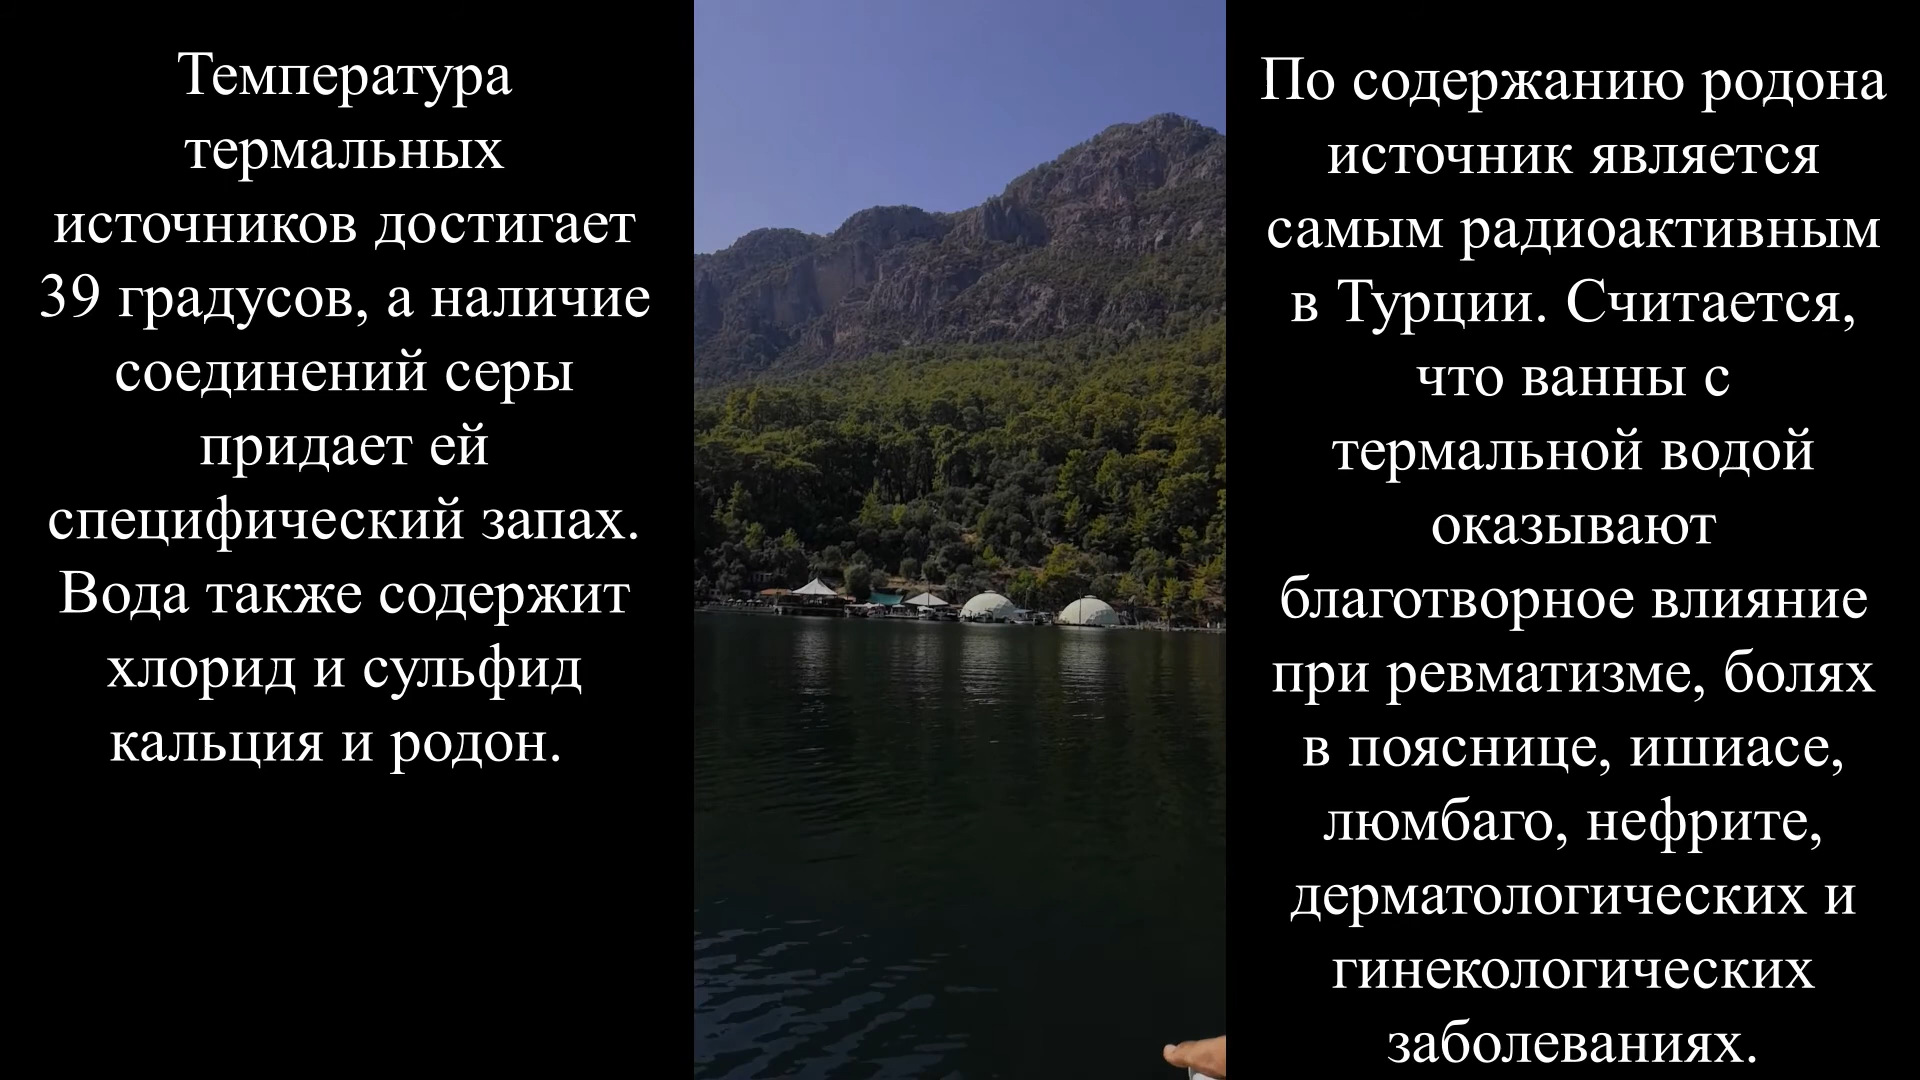 Температура
термальных
источников достигает
39 градусов, а наличие
соединений серы
придает ей
специфический запах.
Вода также содержит
хлорид и сульфид
кальция и родон.
По содержанию родона
источник является
самым радиоактивным
в Турции. Считается,
что ванны с
термальной водой
оказывают
благотворное влияние
при ревматизме, болях
в пояснице, ишиасе,
люмбаго, нефрите,
дерматологических и
гинекологических
заболеваниях.